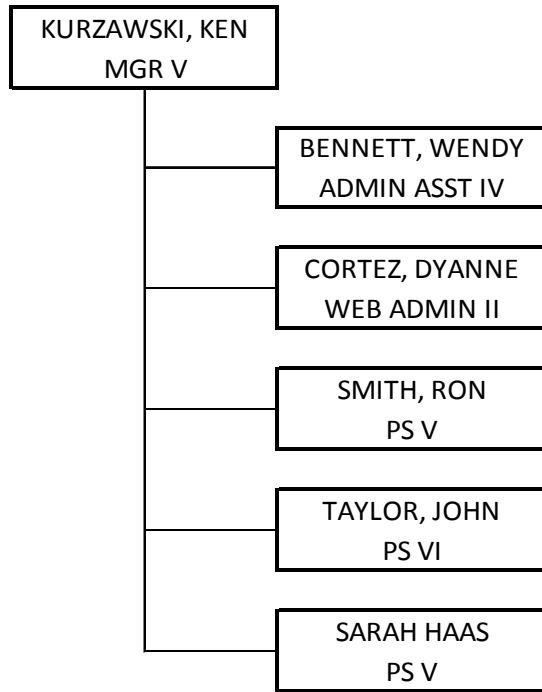 KURZAWSKI, KEN
MGR V
BENNETT, WENDY
ADMIN ASST IV
CORTEZ, DYANNE
WEB ADMIN II
SMITH, RON
PS V
TAYLOR, JOHN
PS VI
SARAH HAAS
PS V